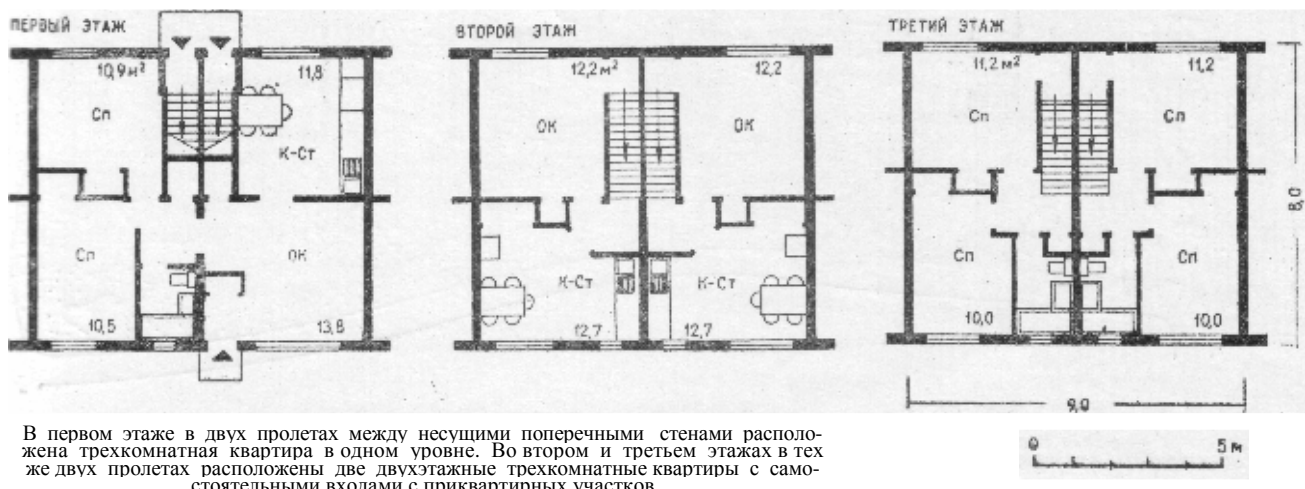 ПЕРВЫЙ ЭТАЖ
10,9 м²
11,8
Сп
К-Ст
Сп
ОК
10,5
13,8
ВТОРОЙ ЭТАЖ
12,2 м²
12,2
ОК
ОК
К-Ст
К-Ст
12,7
12,7
ТРЕТИЙ ЭТАЖ
11,2 м²
11,2
Сп
Сп
Сп
Сп
10,0
10,0
8,0
9,0
0
5 м
В первом этаже в двух пролетах между несущими поперечными стенами располо-
жена трехкомнатная квартира в одном уровне. Во втором и третьем этажах в тех
же двух пролетах расположены две двухэтажные трехкомнатные квартиры с само-
стоятельными входами с приквартирных участков